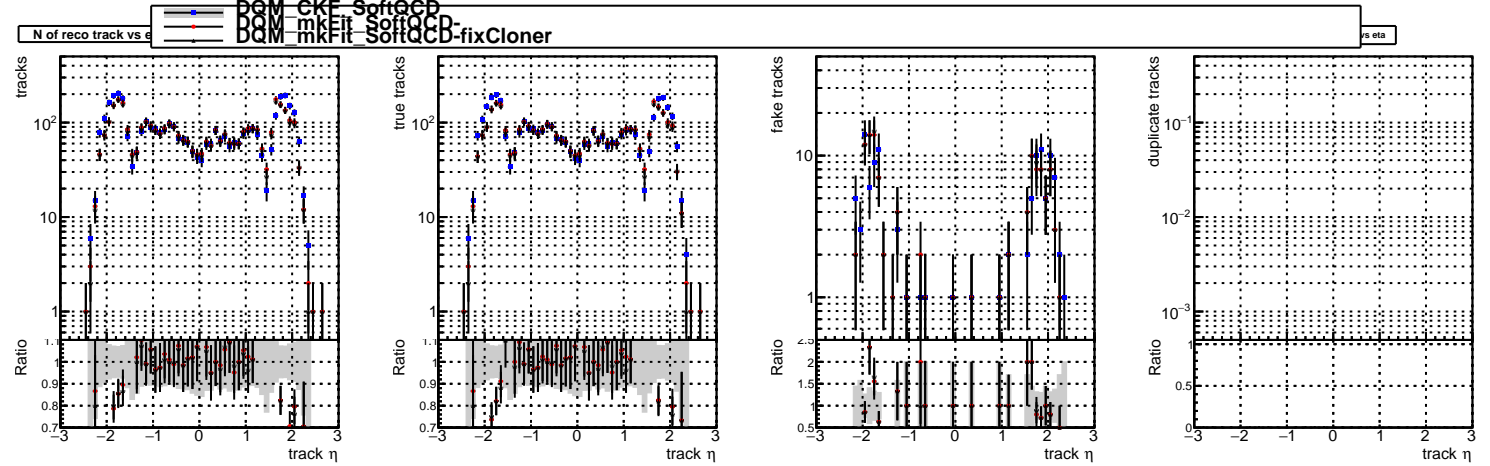 DQM_CKF_SoftQCD
DQM_mkFit_SoftQCD-
DQM_mkFit_SoftQCD-fixCloner
N of reco track vs e
vs eta
tracks
10²
10
1
Ratio
1.1
1
0.9
0.8
0.7
−3 −2 −1 0 1 2 3
track η
true tracks
10²
10
1
Ratio
1.1
1
0.9
0.8
0.7
−3 −2 −1 0 1 2 3
track η
fake tracks
10
1
Ratio
2.5
2
1.5
1
0.5
−3 −2 −1 0 1 2 3
track η
duplicate tracks
10⁻¹
10⁻²
10⁻³
Ratio
1
0.5
0
−3 −2 −1 0 1 2 3
track η